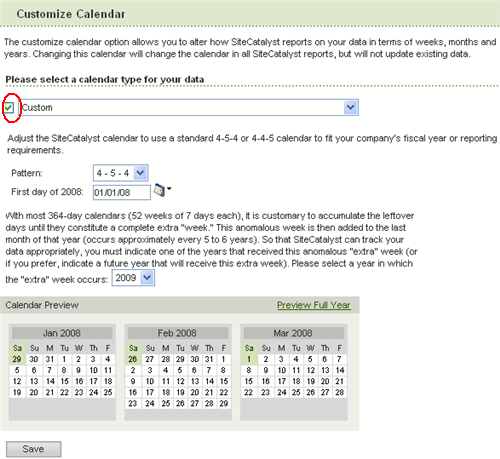 Customize Calendar
The customize calendar option allows you to alter how SiteCatalyst reports on your data in terms of weeks, months and
years. Changing this calendar will change the calendar in all SiteCatalyst reports, but will not update existing data.
Please select a calendar type for your data
Custom
Adjust the SiteCatalyst calendar to use a standard 4-5-4 or 4-4-5 calendar to fit your company's fiscal year or reporting
requirements.
Pattern: 4 - 5 - 4
First day of 2008: 01/01/08
With most 364-day calendars (52 weeks of 7 days each), it is customary to accumulate the leftover
days until they constitute a complete extra "week." This anomalous week is then added to the last
month of that year (occurs approximately every 5 to 6 years). So that SiteCatalyst can track your
data appropriately, you must indicate one of the years that received this anomalous "extra" week (or
if you prefer, indicate a future year that will receive this extra week). Please select a year in which
the "extra" week occurs: 2009
Calendar Preview Preview Full Year
Jan 2008 Feb 2008 Mar 2008
Sa Su M T W Th F Sa Su M T W Th F Sa Su M T W Th F
29 30 31 1 2 3 4 26 27 28 29 30 31 1 1 2 3 4 5 6 7
5 6 7 8 9 10 11 2 3 4 5 6 7 8 8 9 10 11 12 13 14
12 13 14 15 16 17 18 9 10 11 12 13 14 15 15 16 17 18 19 20 21
19 20 21 22 23 24 25 16 17 18 19 20 21 22 22 23 24 25 26 27 28
23 24 25 26 27 28 29
Save